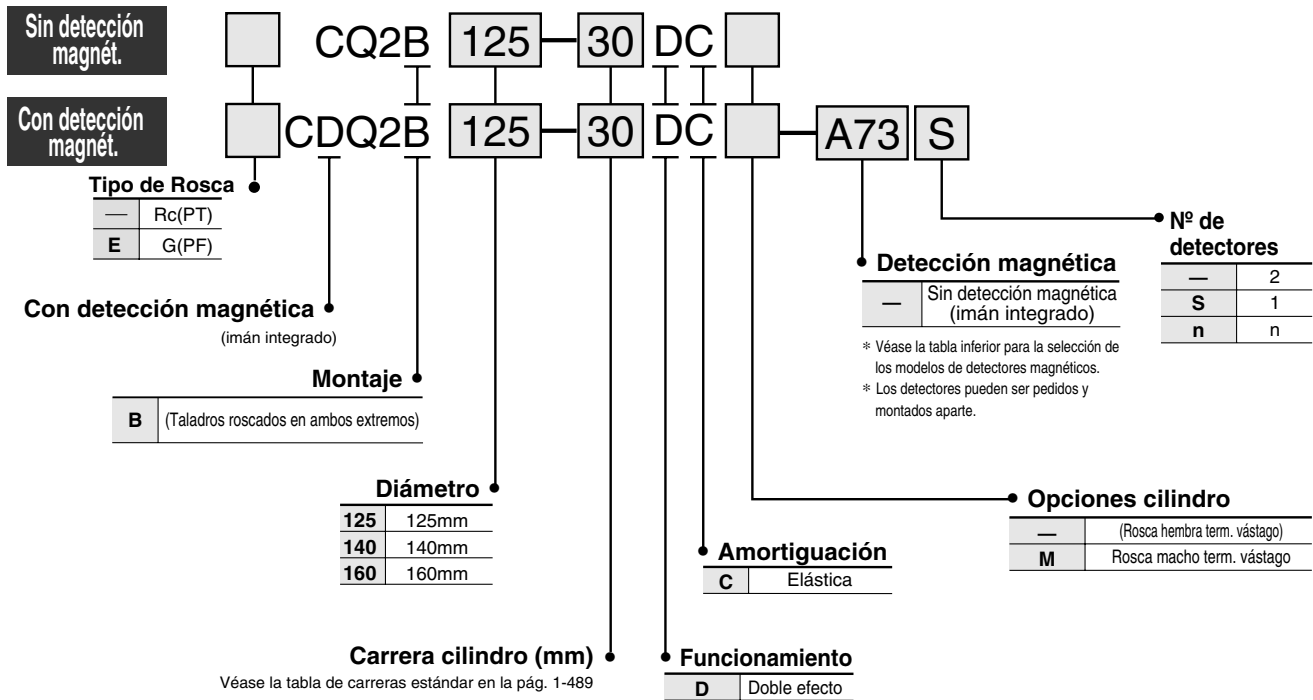 Sin detección
magnét.
CQ2B 125 — 30 DC
Con detección
magnét.
CDQ2B 125 — 30 DC — A73 S
Tipo de Rosca
— Rc(PT)
E G(PF)
Con detección magnética
(imán integrado)
Montaje
B (Taladros roscados en ambos extremos)
Diámetro
125 125mm
140 140mm
160 160mm
Carrera cilindro (mm)
Véase la tabla de carreras estándar en la pág. 1-489
Funcionamiento
D Doble efecto
Amortiguación
C Elástica
Opciones cilindro
— (Rosca hembra term. vástago)
M Rosca macho term. vástago
Detección magnética
— Sin detección magnética
(imán integrado)
* Véase la tabla inferior para la selección de
los modelos de detectores magnéticos.
* Los detectores pueden ser pedidos y
montados aparte.
Nº de
detectores
— 2
S 1
n n